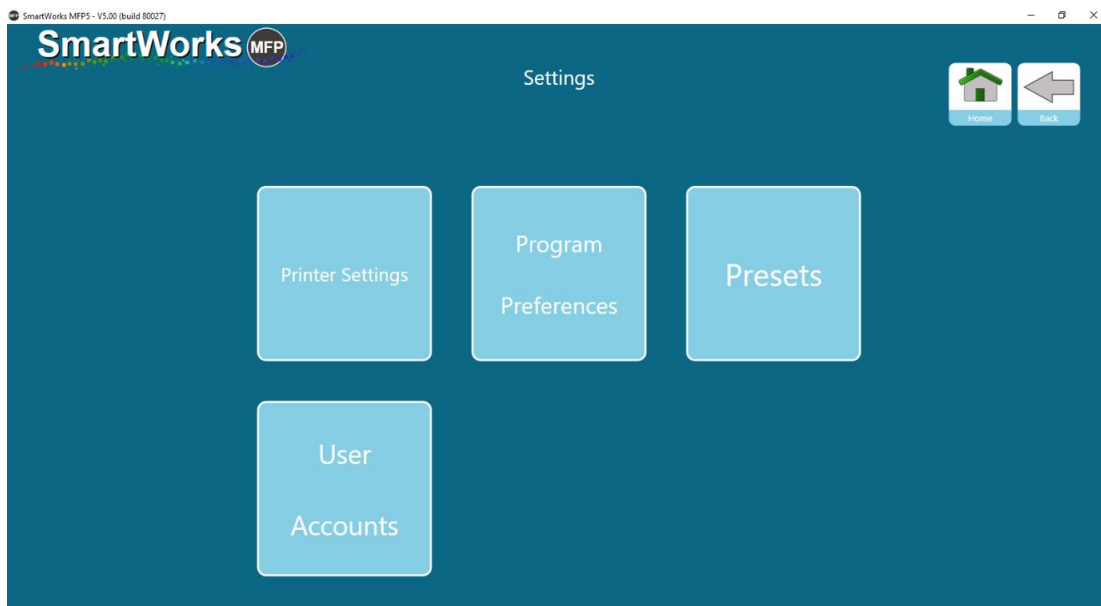 SmartWorks MFP5 - V5.00 (build 80027)
SmartWorks MFP
Settings
Home
Back
Printer Settings
Program
Preferences
Presets
User
Accounts